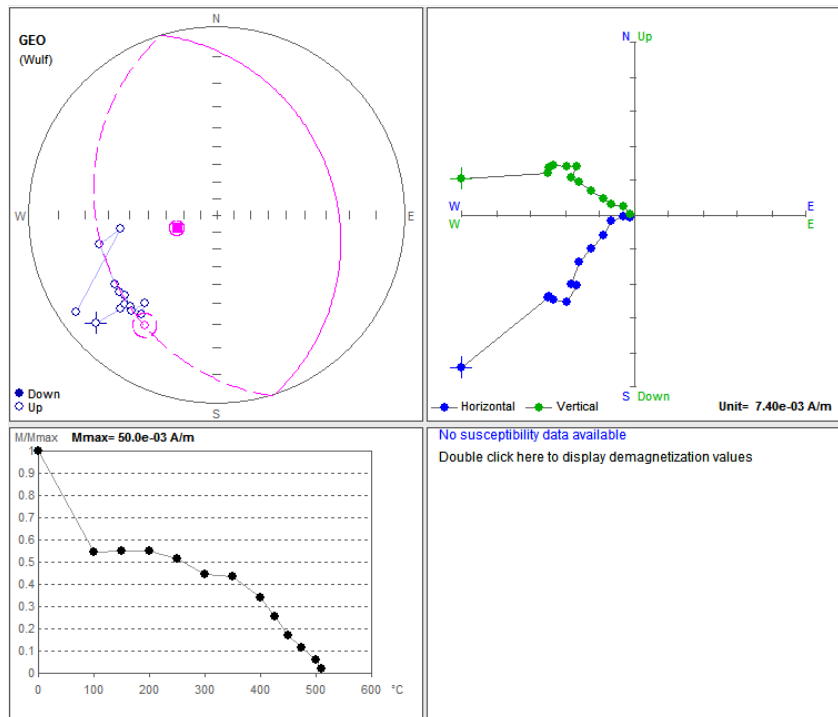 GEO
(Wulf)
N
W
E
S
Down
Up
N Up
W
W
E
E
S Down
Horizontal
Vertical
Unit= 7.40e-03 A/m
M/Mmax
Mmax= 50.0e-03 A/m
1
0.9
0.8
0.7
0.6
0.5
0.4
0.3
0.2
0.1
0
0 100 200 300 400 500 600 °C
No susceptibility data available
Double click here to display demagnetization values